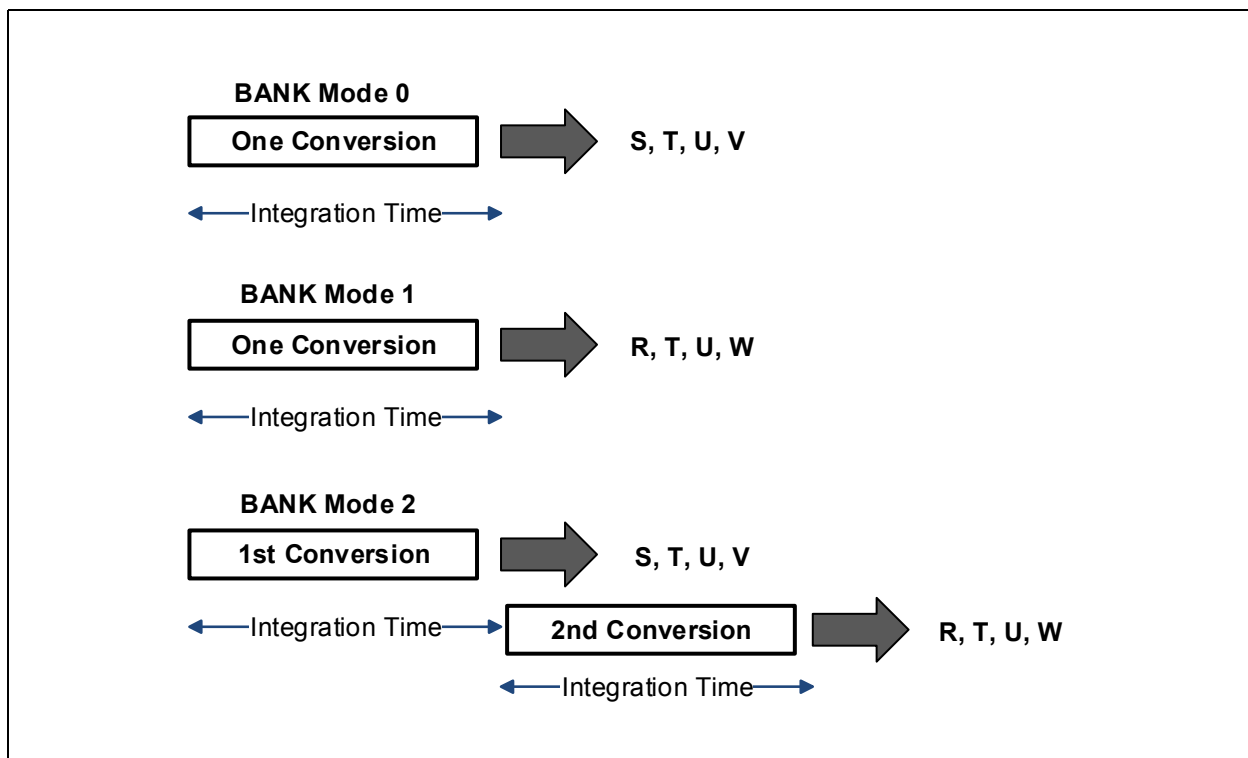 BANK Mode 0
One Conversion
S, T, U, V
Integration Time
BANK Mode 1
One Conversion
R, T, U, W
Integration Time
BANK Mode 2
1st Conversion
S, T, U, V
Integration Time
2nd Conversion
R, T, U, W
Integration Time